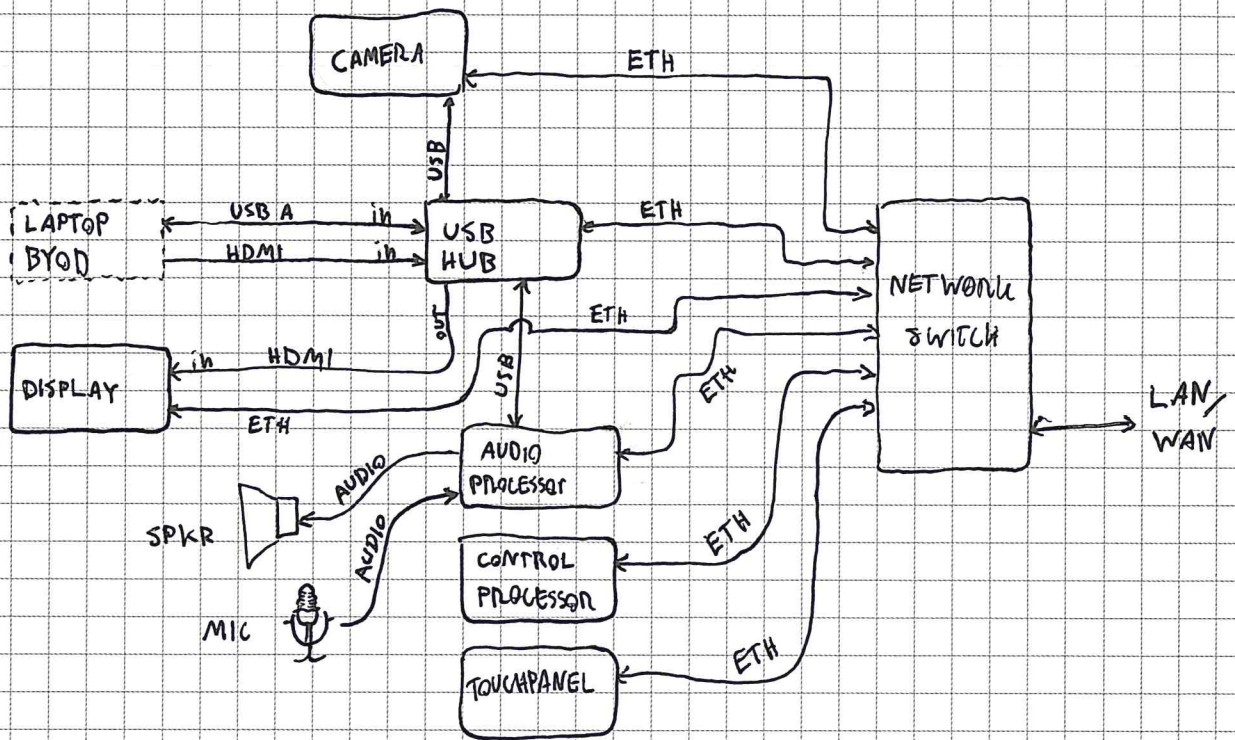 CAMERA
ETH
USB
LAPTOP
BYOD
USB A
in
HDMI
in
USB
HUB
ETH
NETWORK
SWITCH
OUT
ETH
in
HDMI
DISPLAY
ETH
USB
ETH
LAN/
WAN
AUDIO
PROCESSOR
AUDIO
SPKR
AUDIO
CONTROL
PROCESSOR
ETH
MIC
TOUCHPANEL
ETH